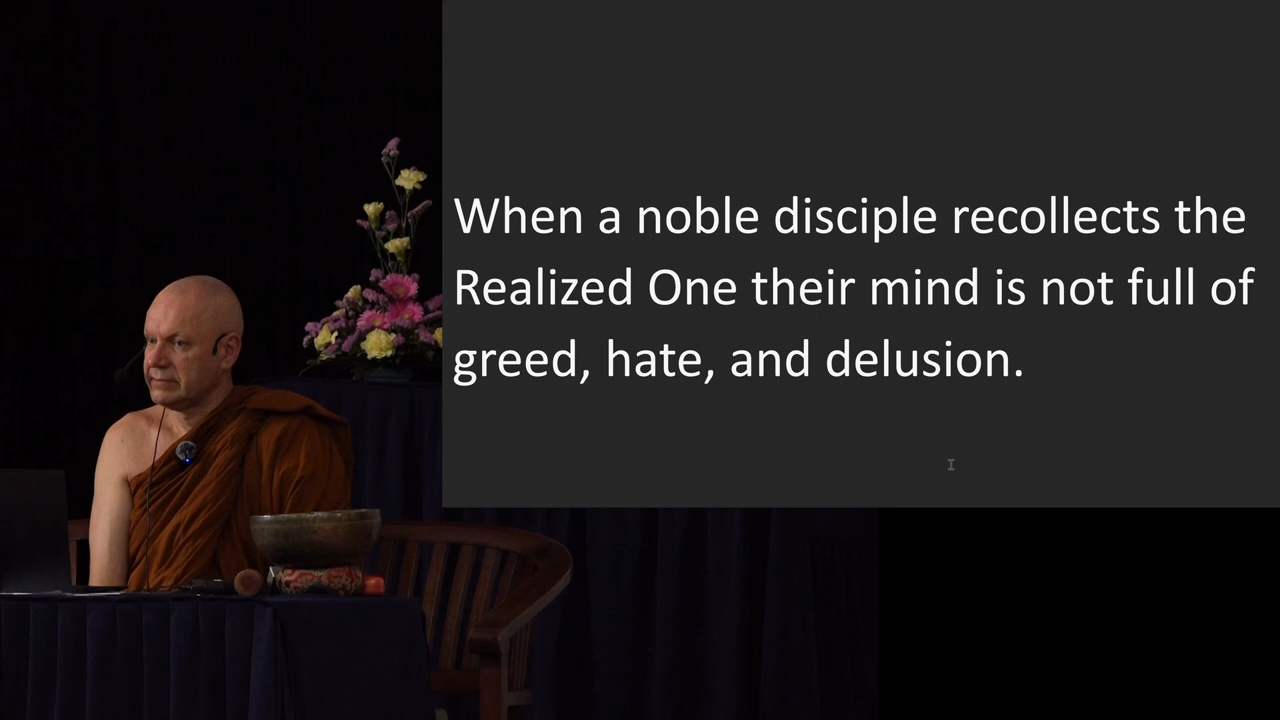 When a noble disciple recollects the
Realized One their mind is not full of
greed, hate, and delusion.